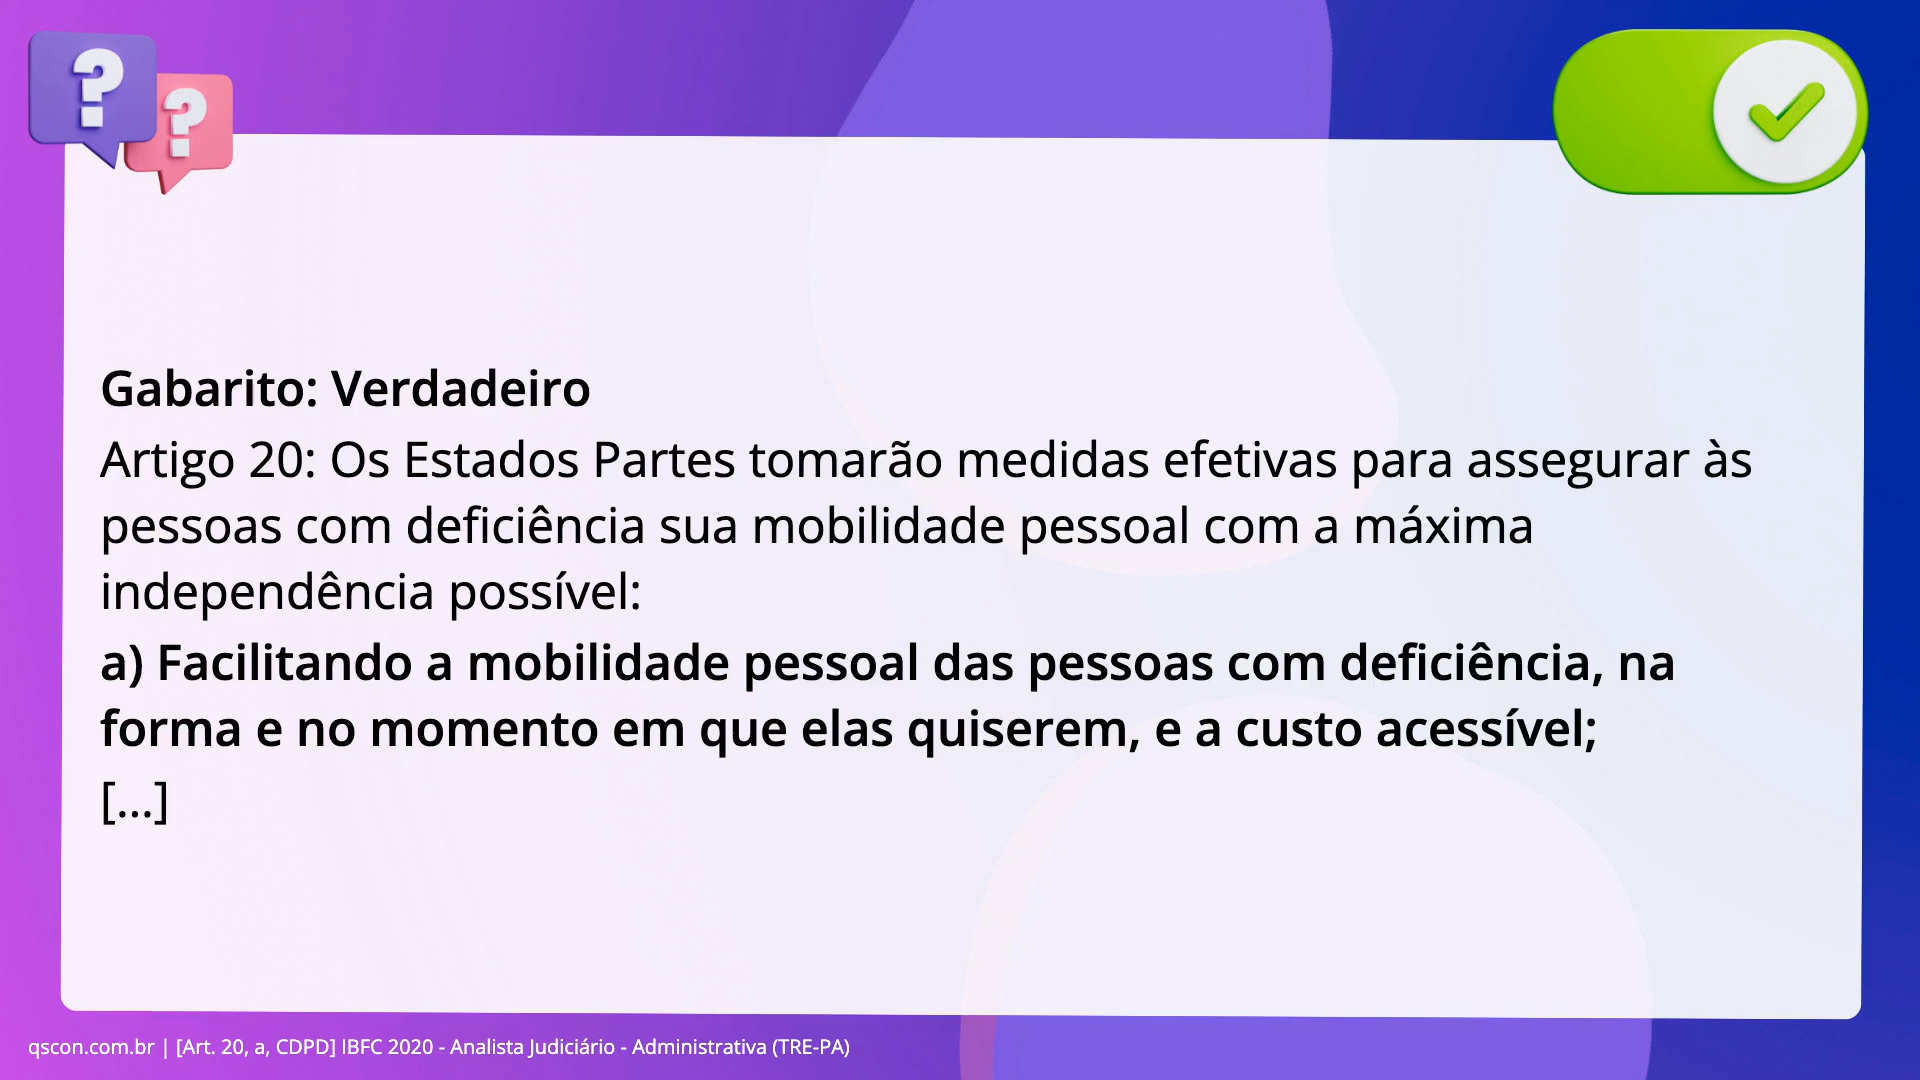 ?
?
Gabarito: Verdadeiro
Artigo 20: Os Estados Partes tomarão medidas efetivas para assegurar às
pessoas com deficiência sua mobilidade pessoal com a máxima
independência possível:
a) Facilitando a mobilidade pessoal das pessoas com deficiência, na
forma e no momento em que elas quiserem, e a custo acessível;
[...]
qscon.com.br | [Art. 20, a, CDPD] IBFC 2020 - Analista Judiciário - Administrativa (TRE-PA)